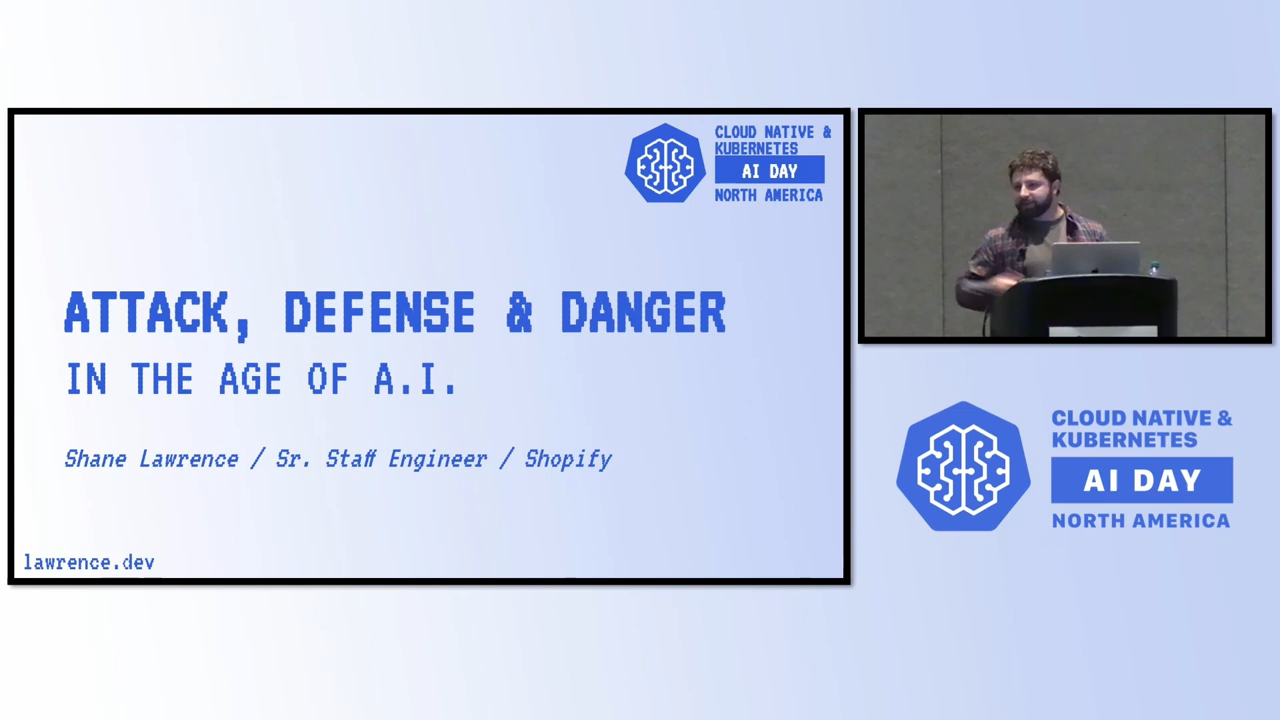 CLOUD NATIVE &
KUBERNETES
AI DAY
NORTH AMERICA
ATTACK, DEFENSE & DANGER
IN THE AGE OF A.I.
Shane Lawrence / Sr. Staff Engineer / Shopify
lawrence.dev
CLOUD NATIVE &
KUBERNETES
AI DAY
NORTH AMERICA